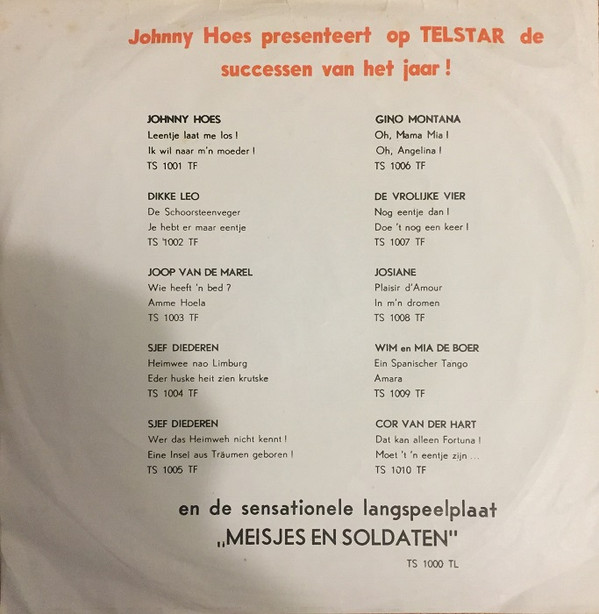 Johnny Hoes presenteert op TELSTAR de
successen van het jaar !
JOHNNY HOES
Leentje laat me los !
Ik wil naar m'n moeder !
TS 1001 TF
DIKKE LEO
De Schoorsteenveger
Je hebt er maar eentje
TS 1002 TF
JOOP VAN DE MAREL
Wie heeft 'n bed ?
Amme Hoela
TS 1003 TF
SJEF DIEDEREN
Heimwee nao Limburg
Eder huske heit zien krutske
TS 1004 TF
SJEF DIEDEREN
Wer das Heimweh nicht kennt !
Eine Insel aus Träumen geboren !
TS 1005 TF
GINO MONTANA
Oh, Mama Mia !
Oh, Angelina !
TS 1006 TF
DE VROLIJKE VIER
Nog eentje dan !
Doe 't nog een keer !
TS 1007 TF
JOSIANE
Plaisir d'Amour
In m'n dromen
TS 1008 TF
WIM en MIA DE BOER
Ein Spanischer Tango
Amara
TS 1009 TF
COR VAN DER HART
Dat kan alleen Fortuna !
Moet 't 'n eentje zijn ...
TS 1010 TF
en de sensationele langspeelplaat
„MEISJES EN SOLDATEN"
TS 1000 TL